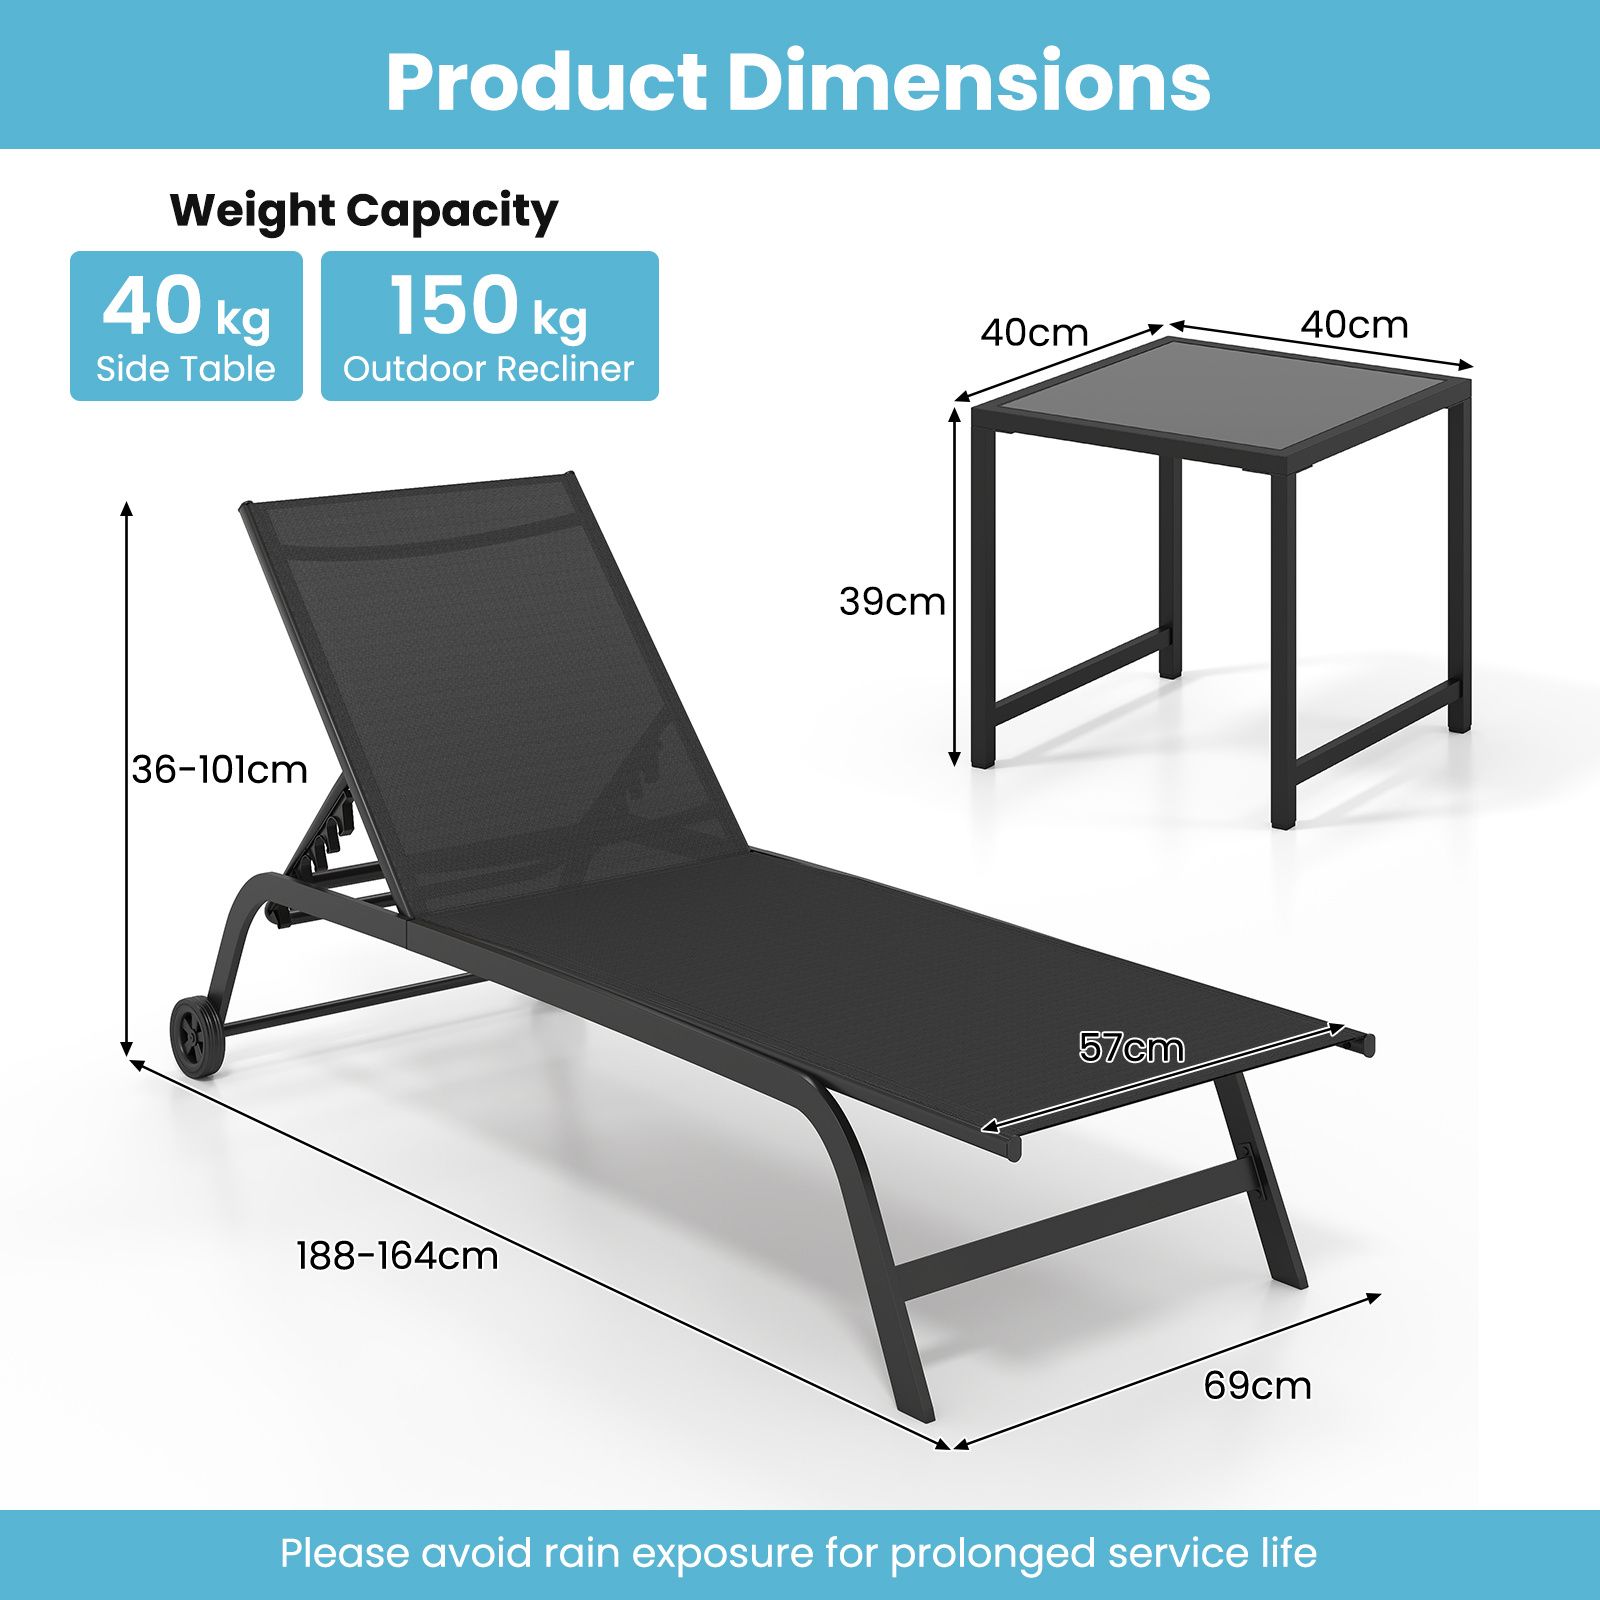 Product Dimensions
Weight Capacity
40 kg
Side Table
150 kg
Outdoor Recliner
40cm
40cm
39cm
36-101cm
57cm
188-164cm
69cm
Please avoid rain exposure for prolonged service life